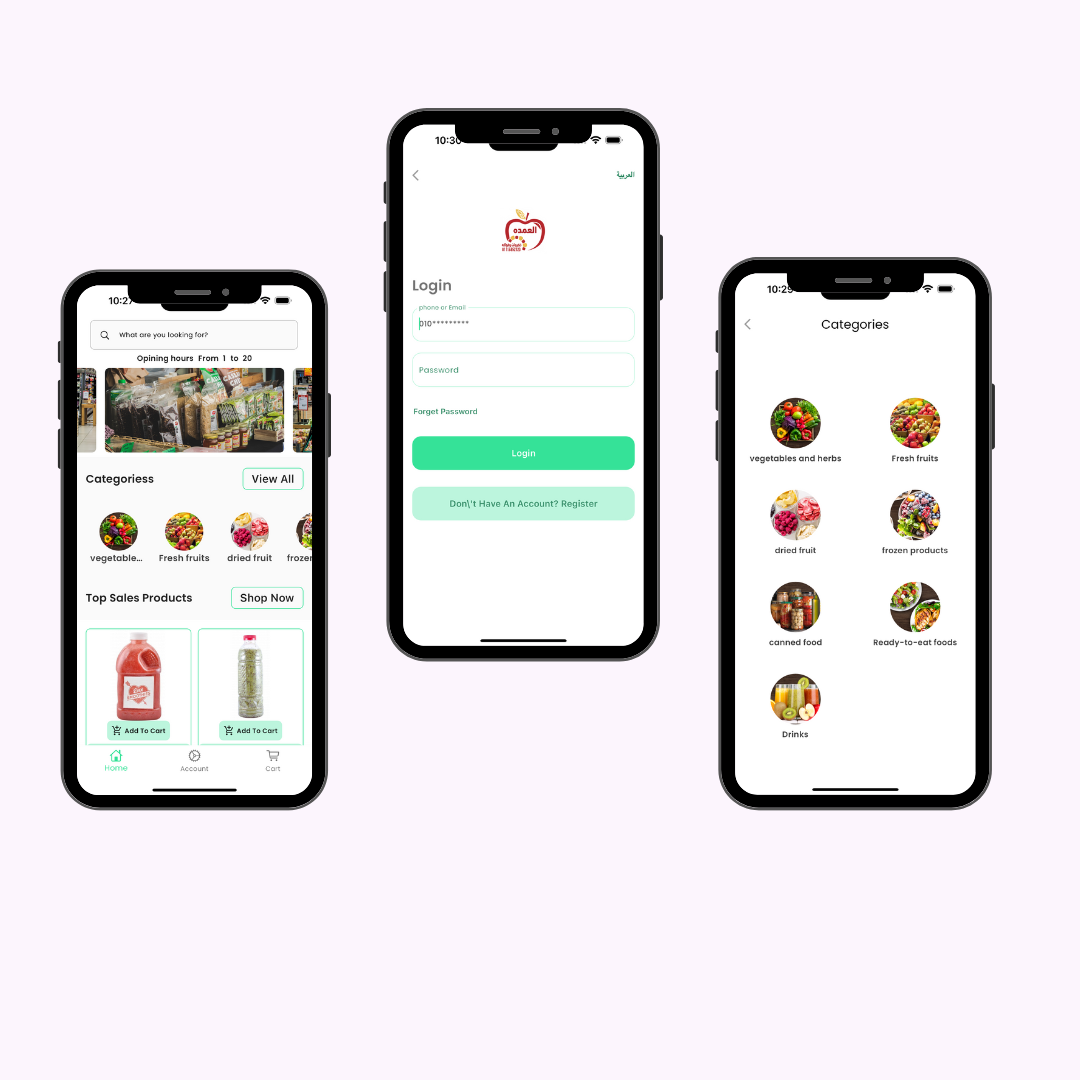 10:27
What are you looking for?
Opining hours From 1 to 20
Categoriess
View All
vegetable...
Fresh fruits
dried fruit
frozer
Top Sales Products
Shop Now
Add To Cart
Add To Cart
Home
Account
Cart
10:30
العربية
العمده
Login
phone or Email
010*********
Password
Forget Password
Login
Don\'t Have An Account? Register
10:29
Categories
vegetables and herbs
Fresh fruits
dried fruit
frozen products
canned food
Ready-to-eat foods
Drinks